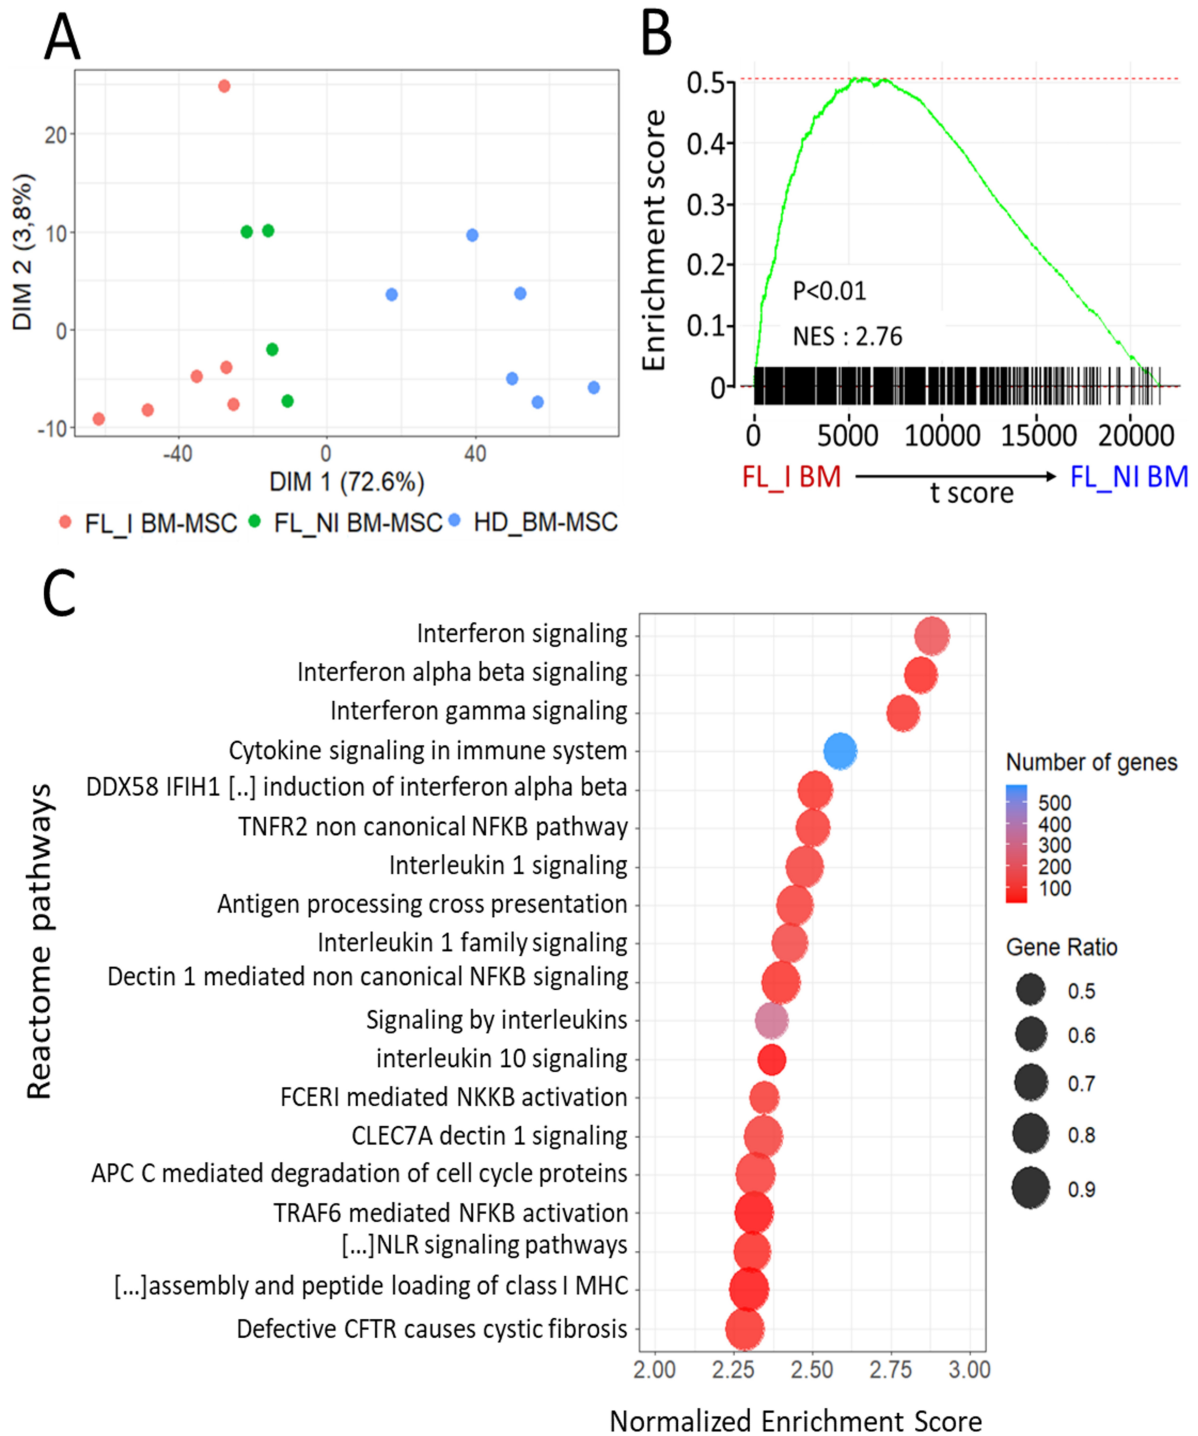 A
20
10
0
-10
DIM 2 (3,8%)
-40
0
40
DIM 1 (72.6%)
FL_I BM-MSC
FL_NI BM-MSC
HD_BM-MSC
B
0.5
0.4
0.3
0.2
0.1
0
Enrichment score
P<0.01
NES : 2.76
0
5000
10000
15000
20000
FL_I BM
t score
FL_NI BM
C
Reactome pathways
Interferon signaling
Interferon alpha beta signaling
Interferon gamma signaling
Cytokine signaling in immune system
DDX58 IFIH1 [..] induction of interferon alpha beta
TNFR2 non canonical NFKB pathway
Interleukin 1 signaling
Antigen processing cross presentation
Interleukin 1 family signaling
Dectin 1 mediated non canonical NFKB signaling
Signaling by interleukins
interleukin 10 signaling
FCERI mediated NKKB activation
CLEC7A dectin 1 signaling
APC C mediated degradation of cell cycle proteins
TRAF6 mediated NFKB activation
[...]NLR signaling pathways
[...]assembly and peptide loading of class I MHC
Defective CFTR causes cystic fibrosis
2.00
2.25
2.50
2.75
3.00
Normalized Enrichment Score
Number of genes
500
400
300
200
100
Gene Ratio
0.5
0.6
0.7
0.8
0.9